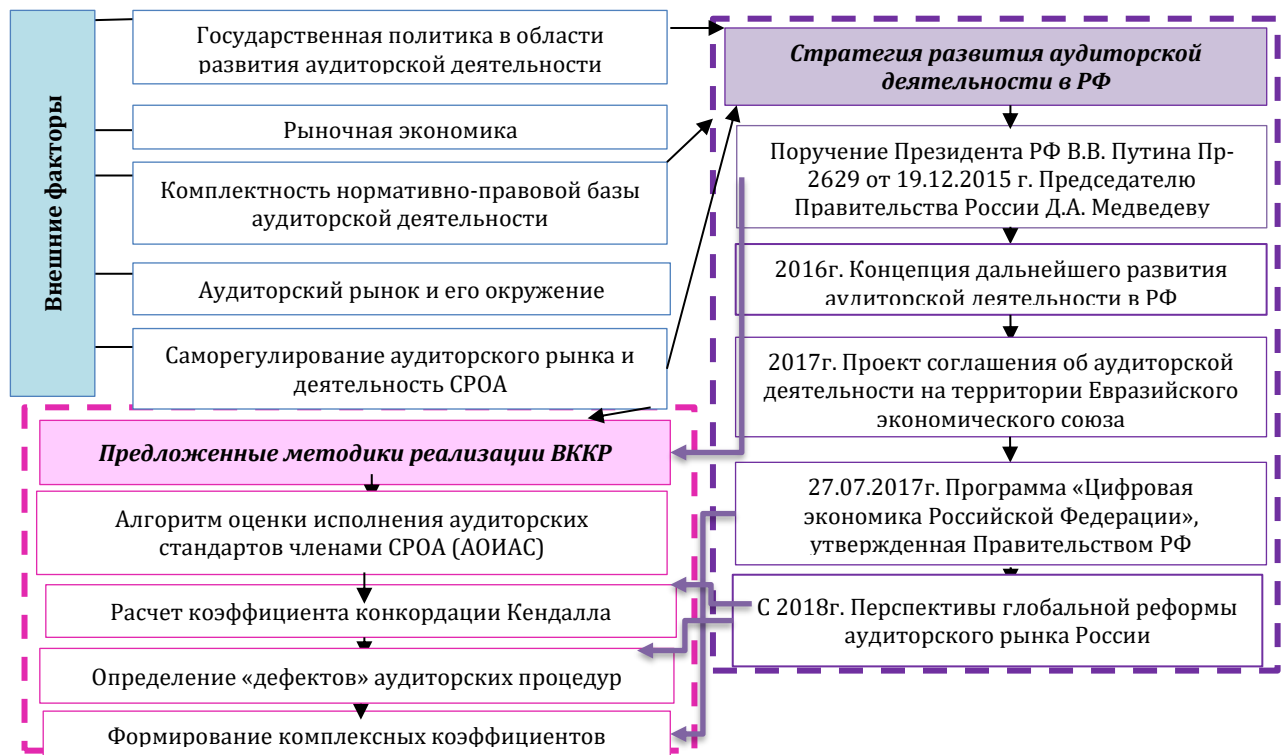 Внешние факторы
Государственная политика в области
развития аудиторской деятельности
Рыночная экономика
Комплектность нормативно-правовой базы
аудиторской деятельности
Аудиторский рынок и его окружение
Саморегулирование аудиторского рынка и
деятельность СРОА
Стратегия развития аудиторской
деятельности в РФ
Поручение Президента РФ В.В. Путина Пр-
2629 от 19.12.2015 г. Председателю
Правительства России Д.А. Медведеву
2016г. Концепция дальнейшего развития
аудиторской деятельности в РФ
2017г. Проект соглашения об аудиторской
деятельности на территории Евразийского
экономического союза
27.07.2017г. Программа «Цифровая
экономика Российской Федерации»,
утвержденная Правительством РФ
С 2018г. Перспективы глобальной реформы
аудиторского рынка России
Предложенные методики реализации ВККР
Алгоритм оценки исполнения аудиторских
стандартов членами СРОА (АОИАС)
Расчет коэффициента конкордации Кендалла
Определение «дефектов» аудиторских процедур
Формирование комплексных коэффициентов